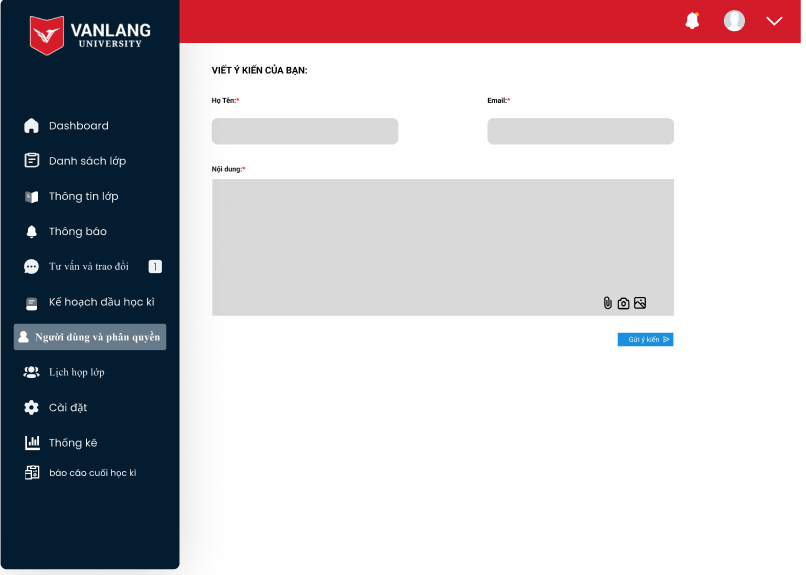 VANLANG
UNIVERSITY
VIẾT Ý KIẾN CỦA BẠN:
Họ Tên:*
Email:*
Nội dung:*
Gửi ý kiến
Dashboard
Danh sách lớp
Thông tin lớp
Thông báo
Tư vấn và trao đổi 1
Kế hoạch đầu học kì
Người dùng và phân quyền
Lịch họp lớp
Cài đặt
Thống kê
báo cáo cuối học kì